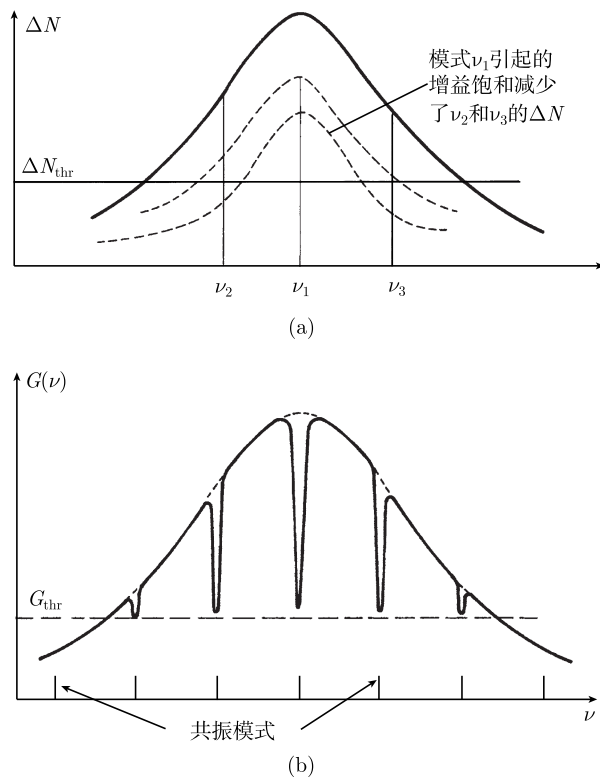 ΔN
模式ν₁引起的
增益饱和减少
了ν₂和ν₃的ΔN
ΔN_thr
ν₂ ν₁ ν₃
(a)
G(ν)
G_thr
共振模式
ν
(b)